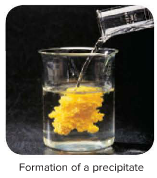 Formation of a precipitate